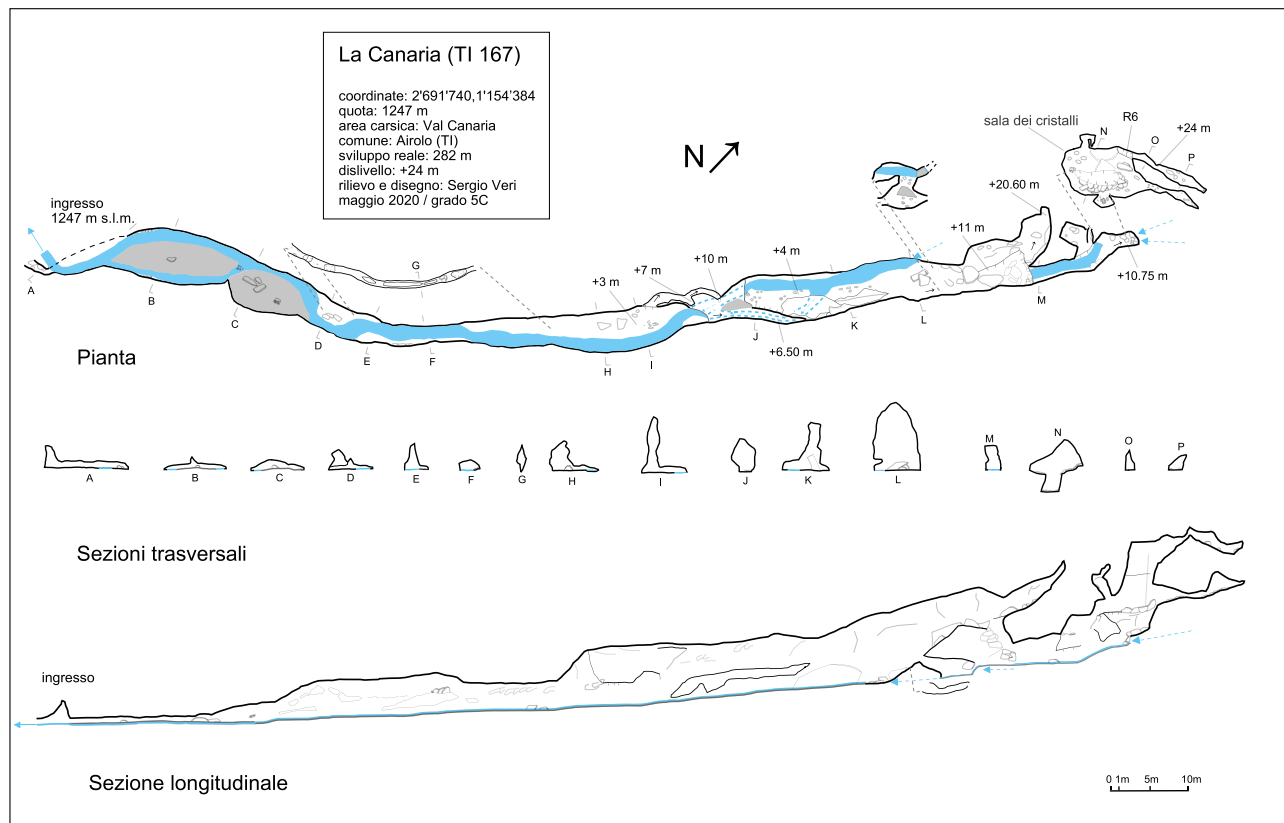 La Canaria (TI 167)
coordinate: 2'691'740,1'154'384
quota: 1247 m
area carsica: Val Canaria
comune: Airolo (TI)
sviluppo reale: 282 m
dislivello: +24 m
rilievo e disegno: Sergio Veri
maggio 2020 / grado 5C
N
sala dei cristalli
N
R6
O
+24 m
P
ingresso
1247 m s.l.m.
+20.60 m
+11 m
+4 m
+10 m
+7 m
+3 m
G
+10.75 m
A
B
C
D
E
F
H
I
J
K
L
M
+6.50 m
Pianta
A
B
C
D
E
F
G
H
I
J
K
L
M
N
O
P
Sezioni trasversali
ingresso
Sezione longitudinale
0 1m 5m 10m